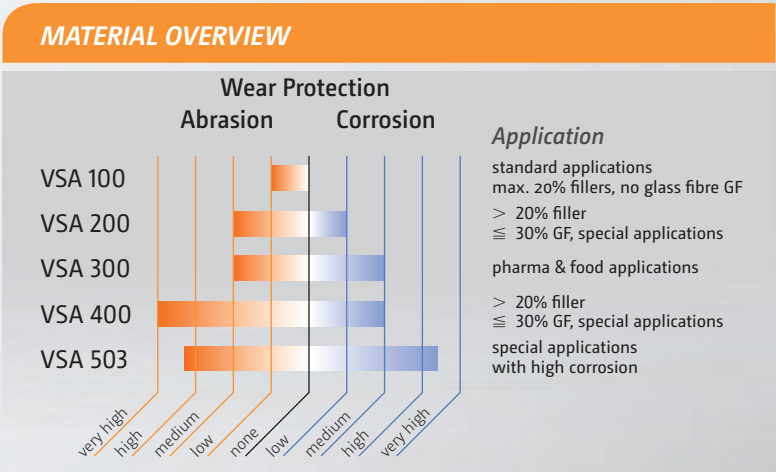 MATERIAL OVERVIEW
Wear Protection
Abrasion
Corrosion
Application
VSA 100
standard applications
max. 20% fillers, no glass fibre GF
VSA 200
> 20% filler
≦ 30% GF, special applications
VSA 300
pharma & food applications
VSA 400
> 20% filler
≦ 30% GF, special applications
VSA 503
special applications
with high corrosion
very high
high
medium
low
none
low
medium
high
very high